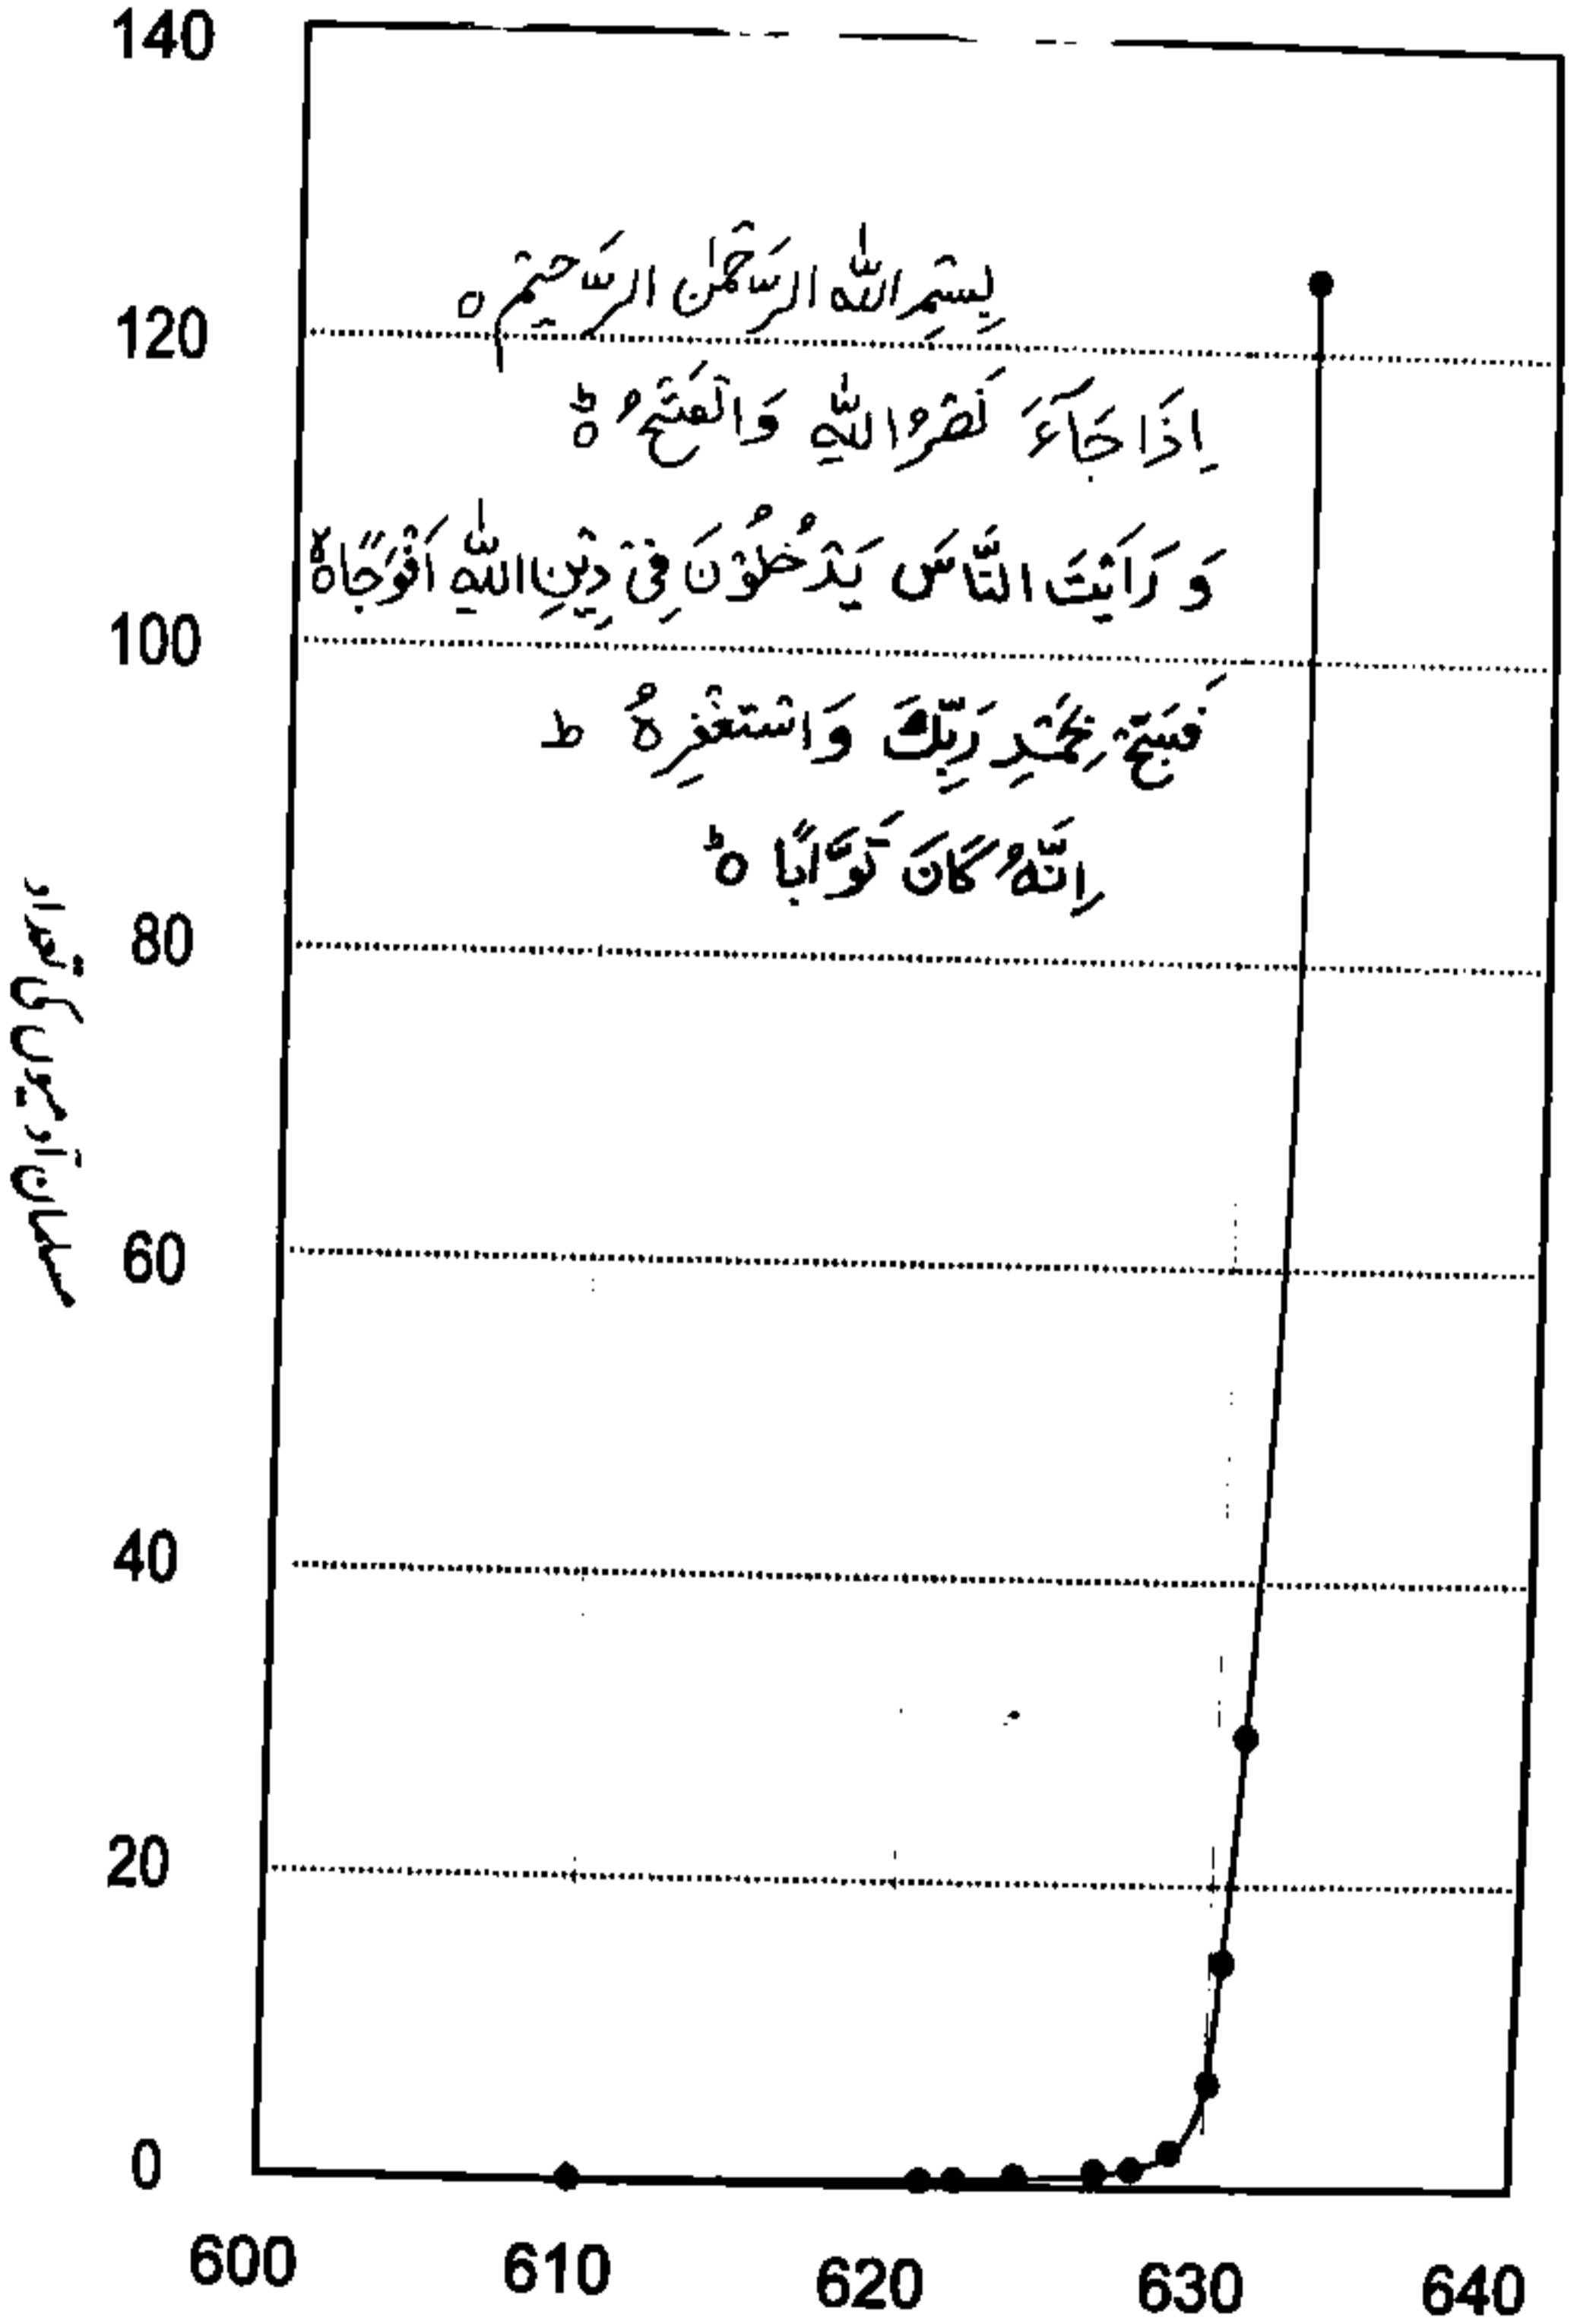 140
بِسْمِ اللّٰهِ الرَّحْمٰنِ الرَّحِيْمِ ہ
120
اِذَا جَآءَ نَصْرُ اللّٰهِ وَالْفَتْحُ ۙ
وَ رَاَيْتَ النَّاسَ يَدْخُلُوْنَ فِيْ دِيْنِ اللّٰهِ اَفْوَاجًا ۙ
100
فَسَبِّحْ بِحَمْدِ رَبِّكَ وَاسْتَغْفِرْهُ ط
اِنَّهٗ كَانَ تَوَّابًا
80
60
40
20
0
600 610 620 630 640